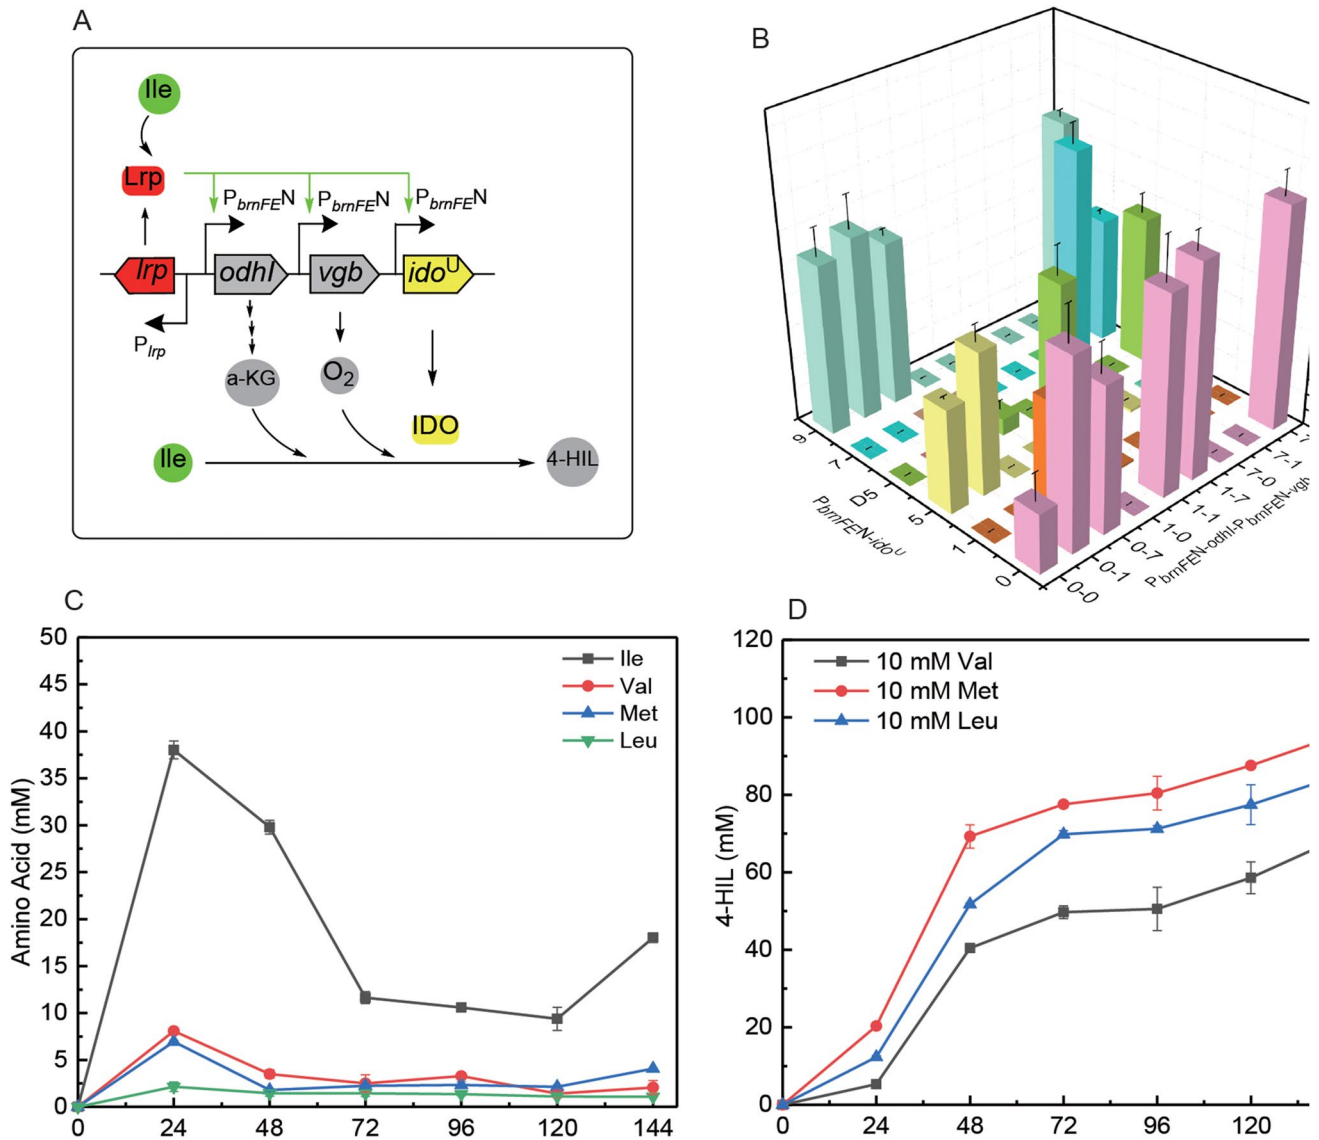 A
Ile
Lrp
PbrnFEN PbrnFEN PbrnFEN
lrp odhI vgb idoU
Plrp
a-KG O2
IDO
Ile 4-HIL
B
9 7 D5 5 1 0
PbrnFEN-idoU
0-0 0-1 0-7 1-0 1-1 1-7 7-0 7-1
PbrnFEN-odhI-PbrnFEN-vgb
C
50
45
40
35
30
25
20
15
10
5
0
Amino Acid (mM)
Ile
Val
Met
Leu
0 24 48 72 96 120 144
D
120
100
80
60
40
20
0
4-HIL (mM)
10 mM Val
10 mM Met
10 mM Leu
0 24 48 72 96 120